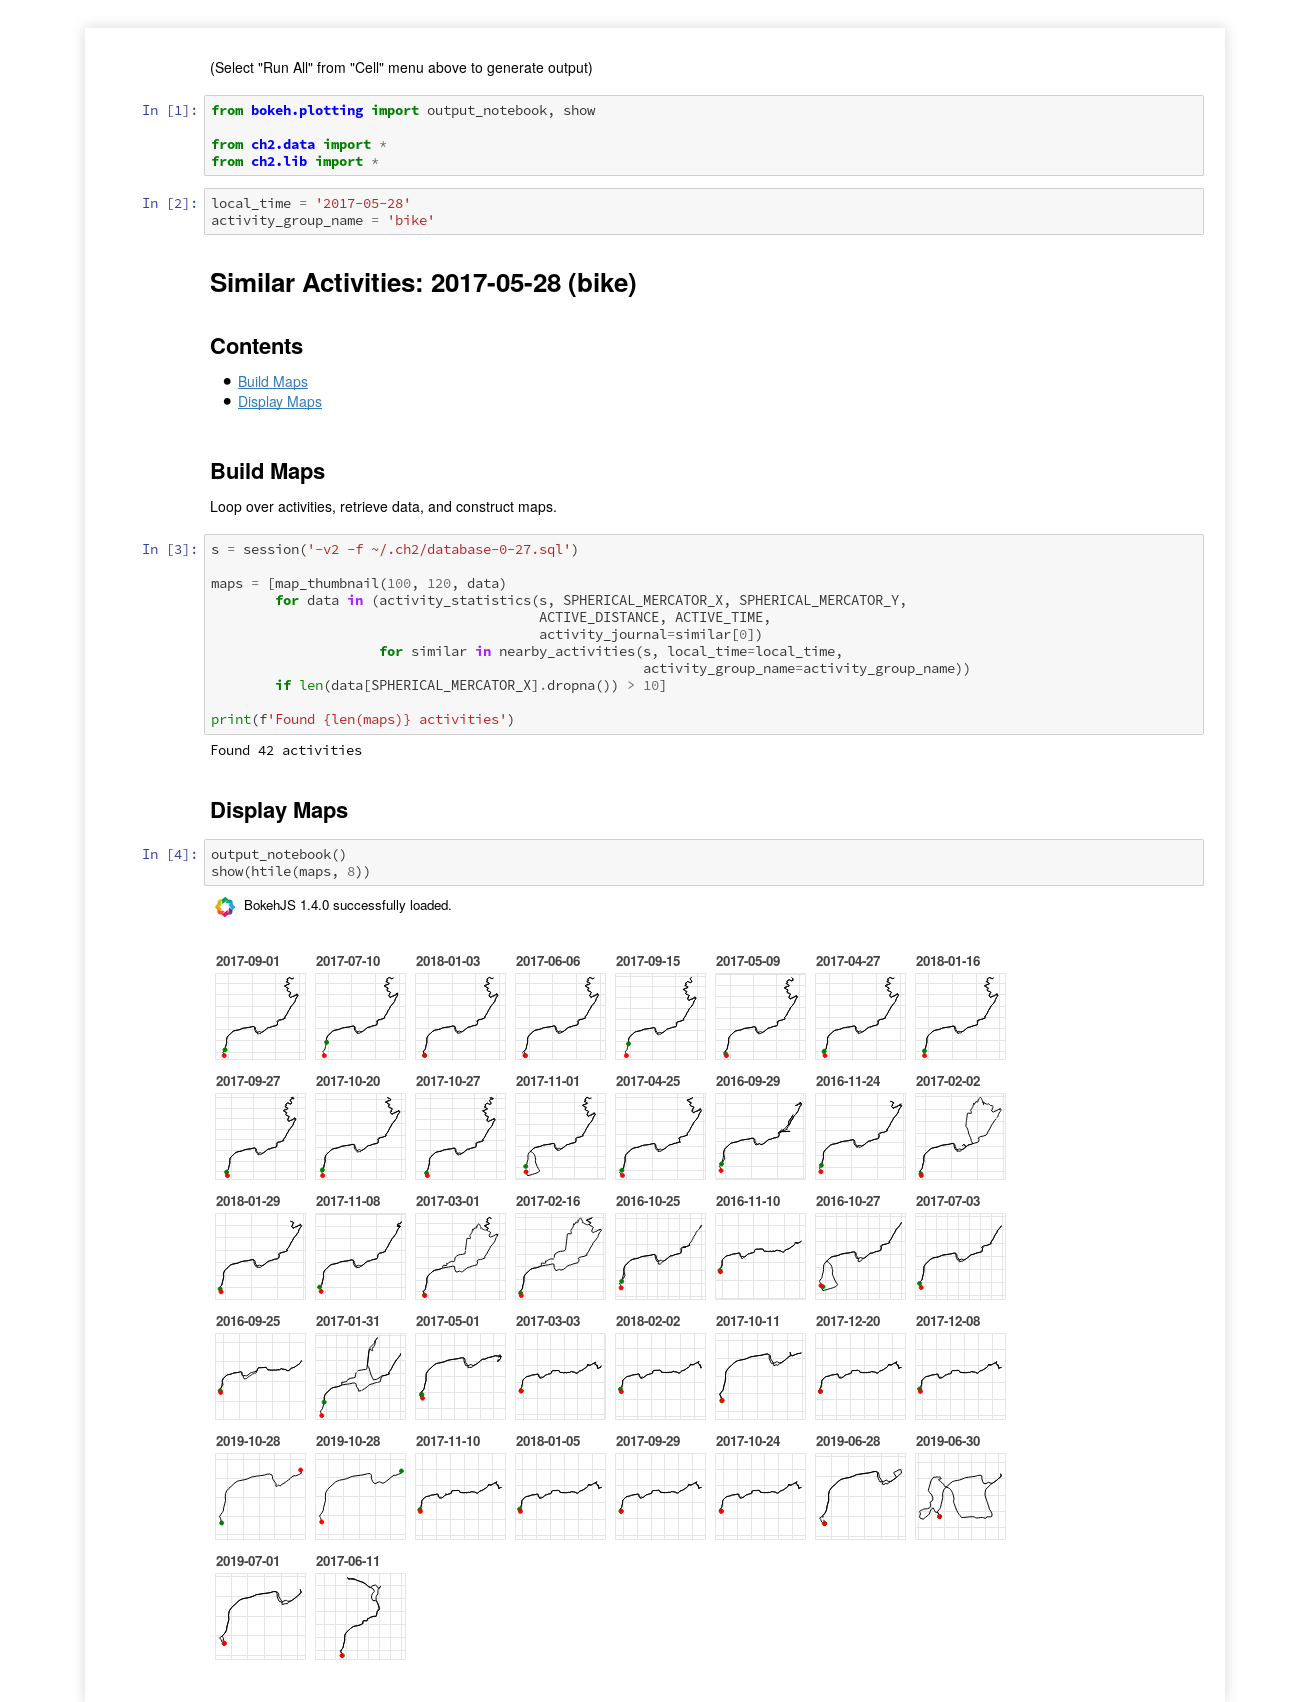 (Select "Run All" from "Cell" menu above to generate output)
In [1]: from bokeh.plotting import output_notebook, show
from ch2.data import *
from ch2.lib import *
In [2]: local_time = '2017-05-28'
activity_group_name = 'bike'
Similar Activities: 2017-05-28 (bike)
Contents
Build Maps
Display Maps
Build Maps
Loop over activities, retrieve data, and construct maps.
In [3]: s = session('-v2 -f ~/.ch2/database-0-27.sql')
maps = [map_thumbnail(100, 120, data)
for data in (activity_statistics(s, SPHERICAL_MERCATOR_X, SPHERICAL_MERCATOR_Y,
ACTIVE_DISTANCE, ACTIVE_TIME,
activity_journal=similar[0])
for similar in nearby_activities(s, local_time=local_time,
activity_group_name=activity_group_name))
if len(data[SPHERICAL_MERCATOR_X].dropna()) > 10]
print(f'Found {len(maps)} activities')
Found 42 activities
Display Maps
In [4]: output_notebook()
show(htile(maps, 8))
BokehJS 1.4.0 successfully loaded.
2017-09-01 2017-07-10 2018-01-03 2017-06-06 2017-09-15 2017-05-09 2017-04-27 2018-01-16
2017-09-27 2017-10-20 2017-10-27 2017-11-01 2017-04-25 2016-09-29 2016-11-24 2017-02-02
2018-01-29 2017-11-08 2017-03-01 2017-02-16 2016-10-25 2016-11-10 2016-10-27 2017-07-03
2016-09-25 2017-01-31 2017-05-01 2017-03-03 2018-02-02 2017-10-11 2017-12-20 2017-12-08
2019-10-28 2019-10-28 2017-11-10 2018-01-05 2017-09-29 2017-10-24 2019-06-28 2019-06-30
2019-07-01 2017-06-11